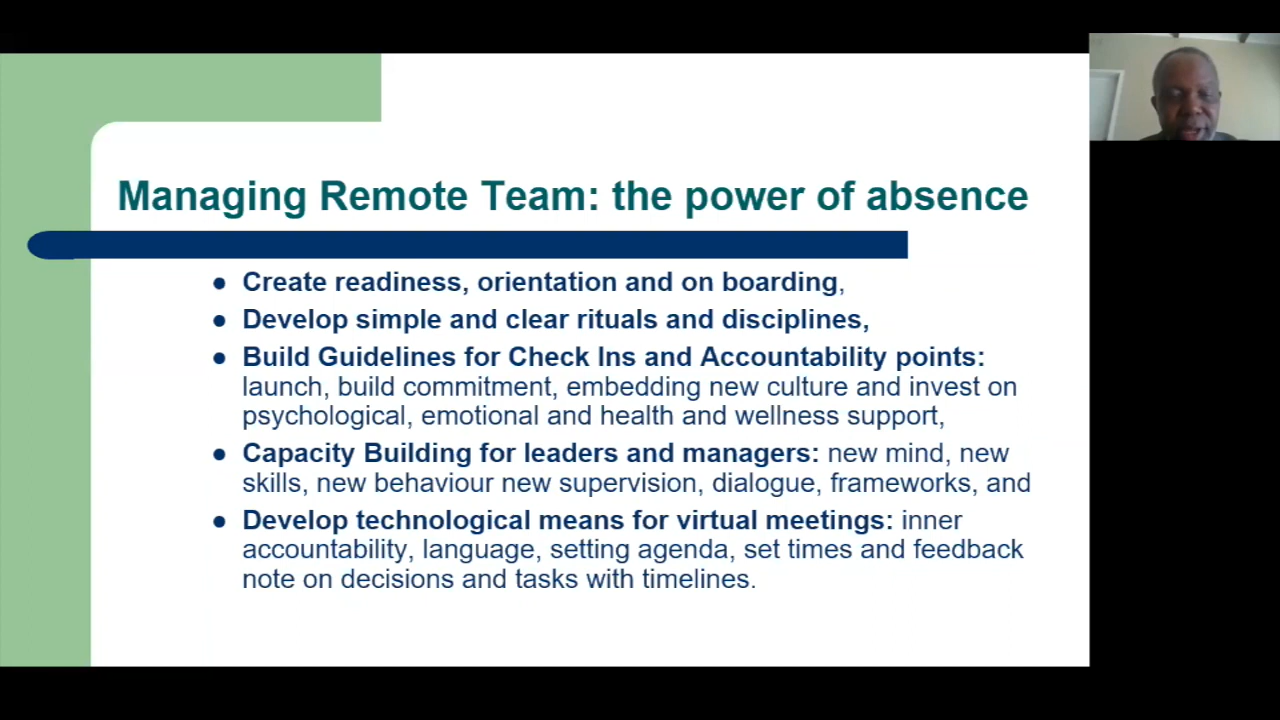 Managing Remote Team: the power of absence
● Create readiness, orientation and on boarding,
● Develop simple and clear rituals and disciplines,
● Build Guidelines for Check Ins and Accountability points:
launch, build commitment, embedding new culture and invest on
psychological, emotional and health and wellness support,
● Capacity Building for leaders and managers: new mind, new
skills, new behaviour new supervision, dialogue, frameworks, and
● Develop technological means for virtual meetings: inner
accountability, language, setting agenda, set times and feedback
note on decisions and tasks with timelines.